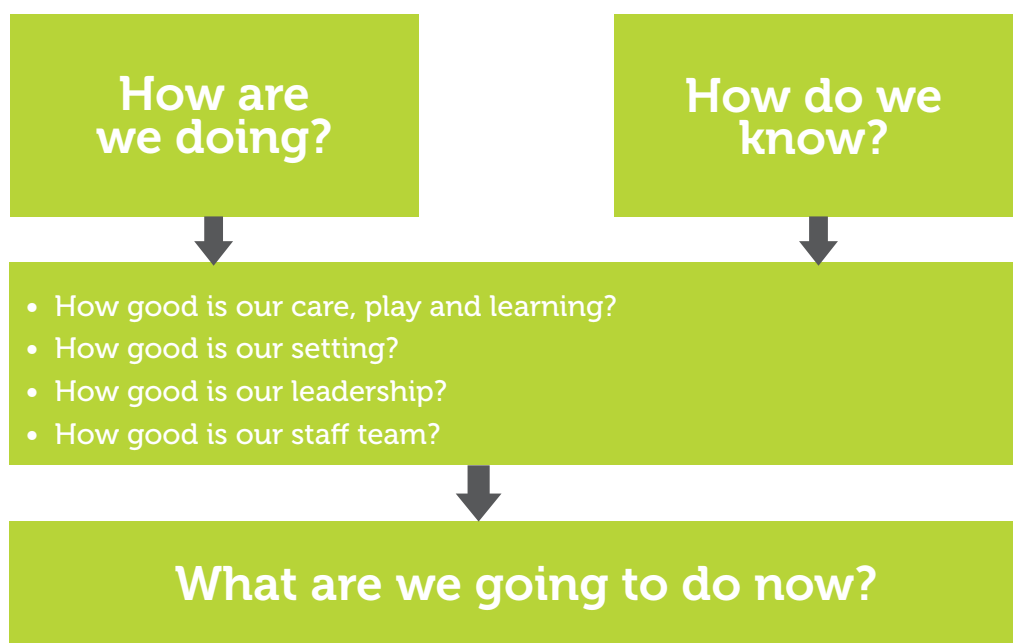 How are
we doing?
How do we
know?
• How good is our care, play and learning?
• How good is our setting?
• How good is our leadership?
• How good is our staff team?
What are we going to do now?